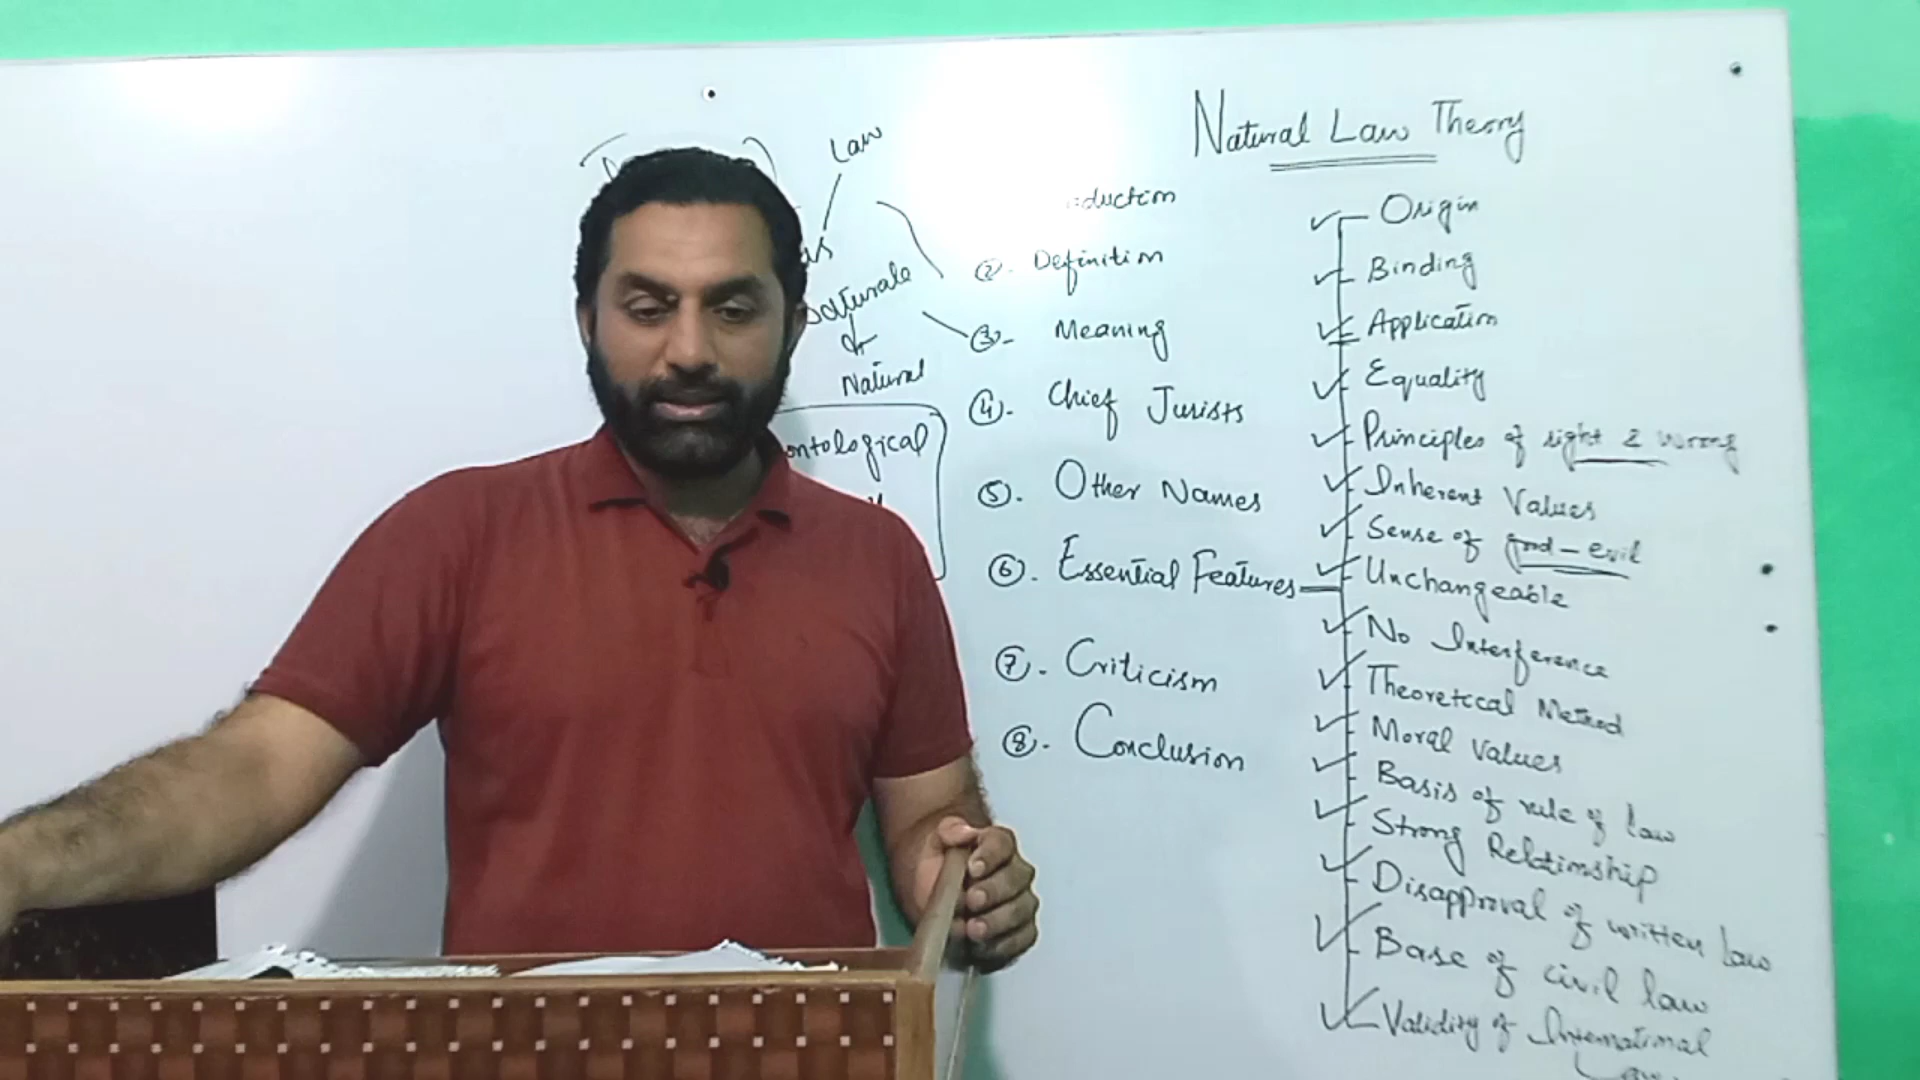 Natural Law Theory
Law
Natural
ontological
duction
2. Definition
3- Meaning
4- Chief Jurists
5. Other Names
6. Essential Features
7- Criticism
8- Conclusion
Origin
Binding
Application
Equality
Principles of right & wrong
Inherent Values
Sense of good-evil
Unchangeable
No Interference
Theoretccal Method
Moral values
Basis of rule of law
Strong Relationship
Disapproval of written law
Base of civil law
Validity of International
Law